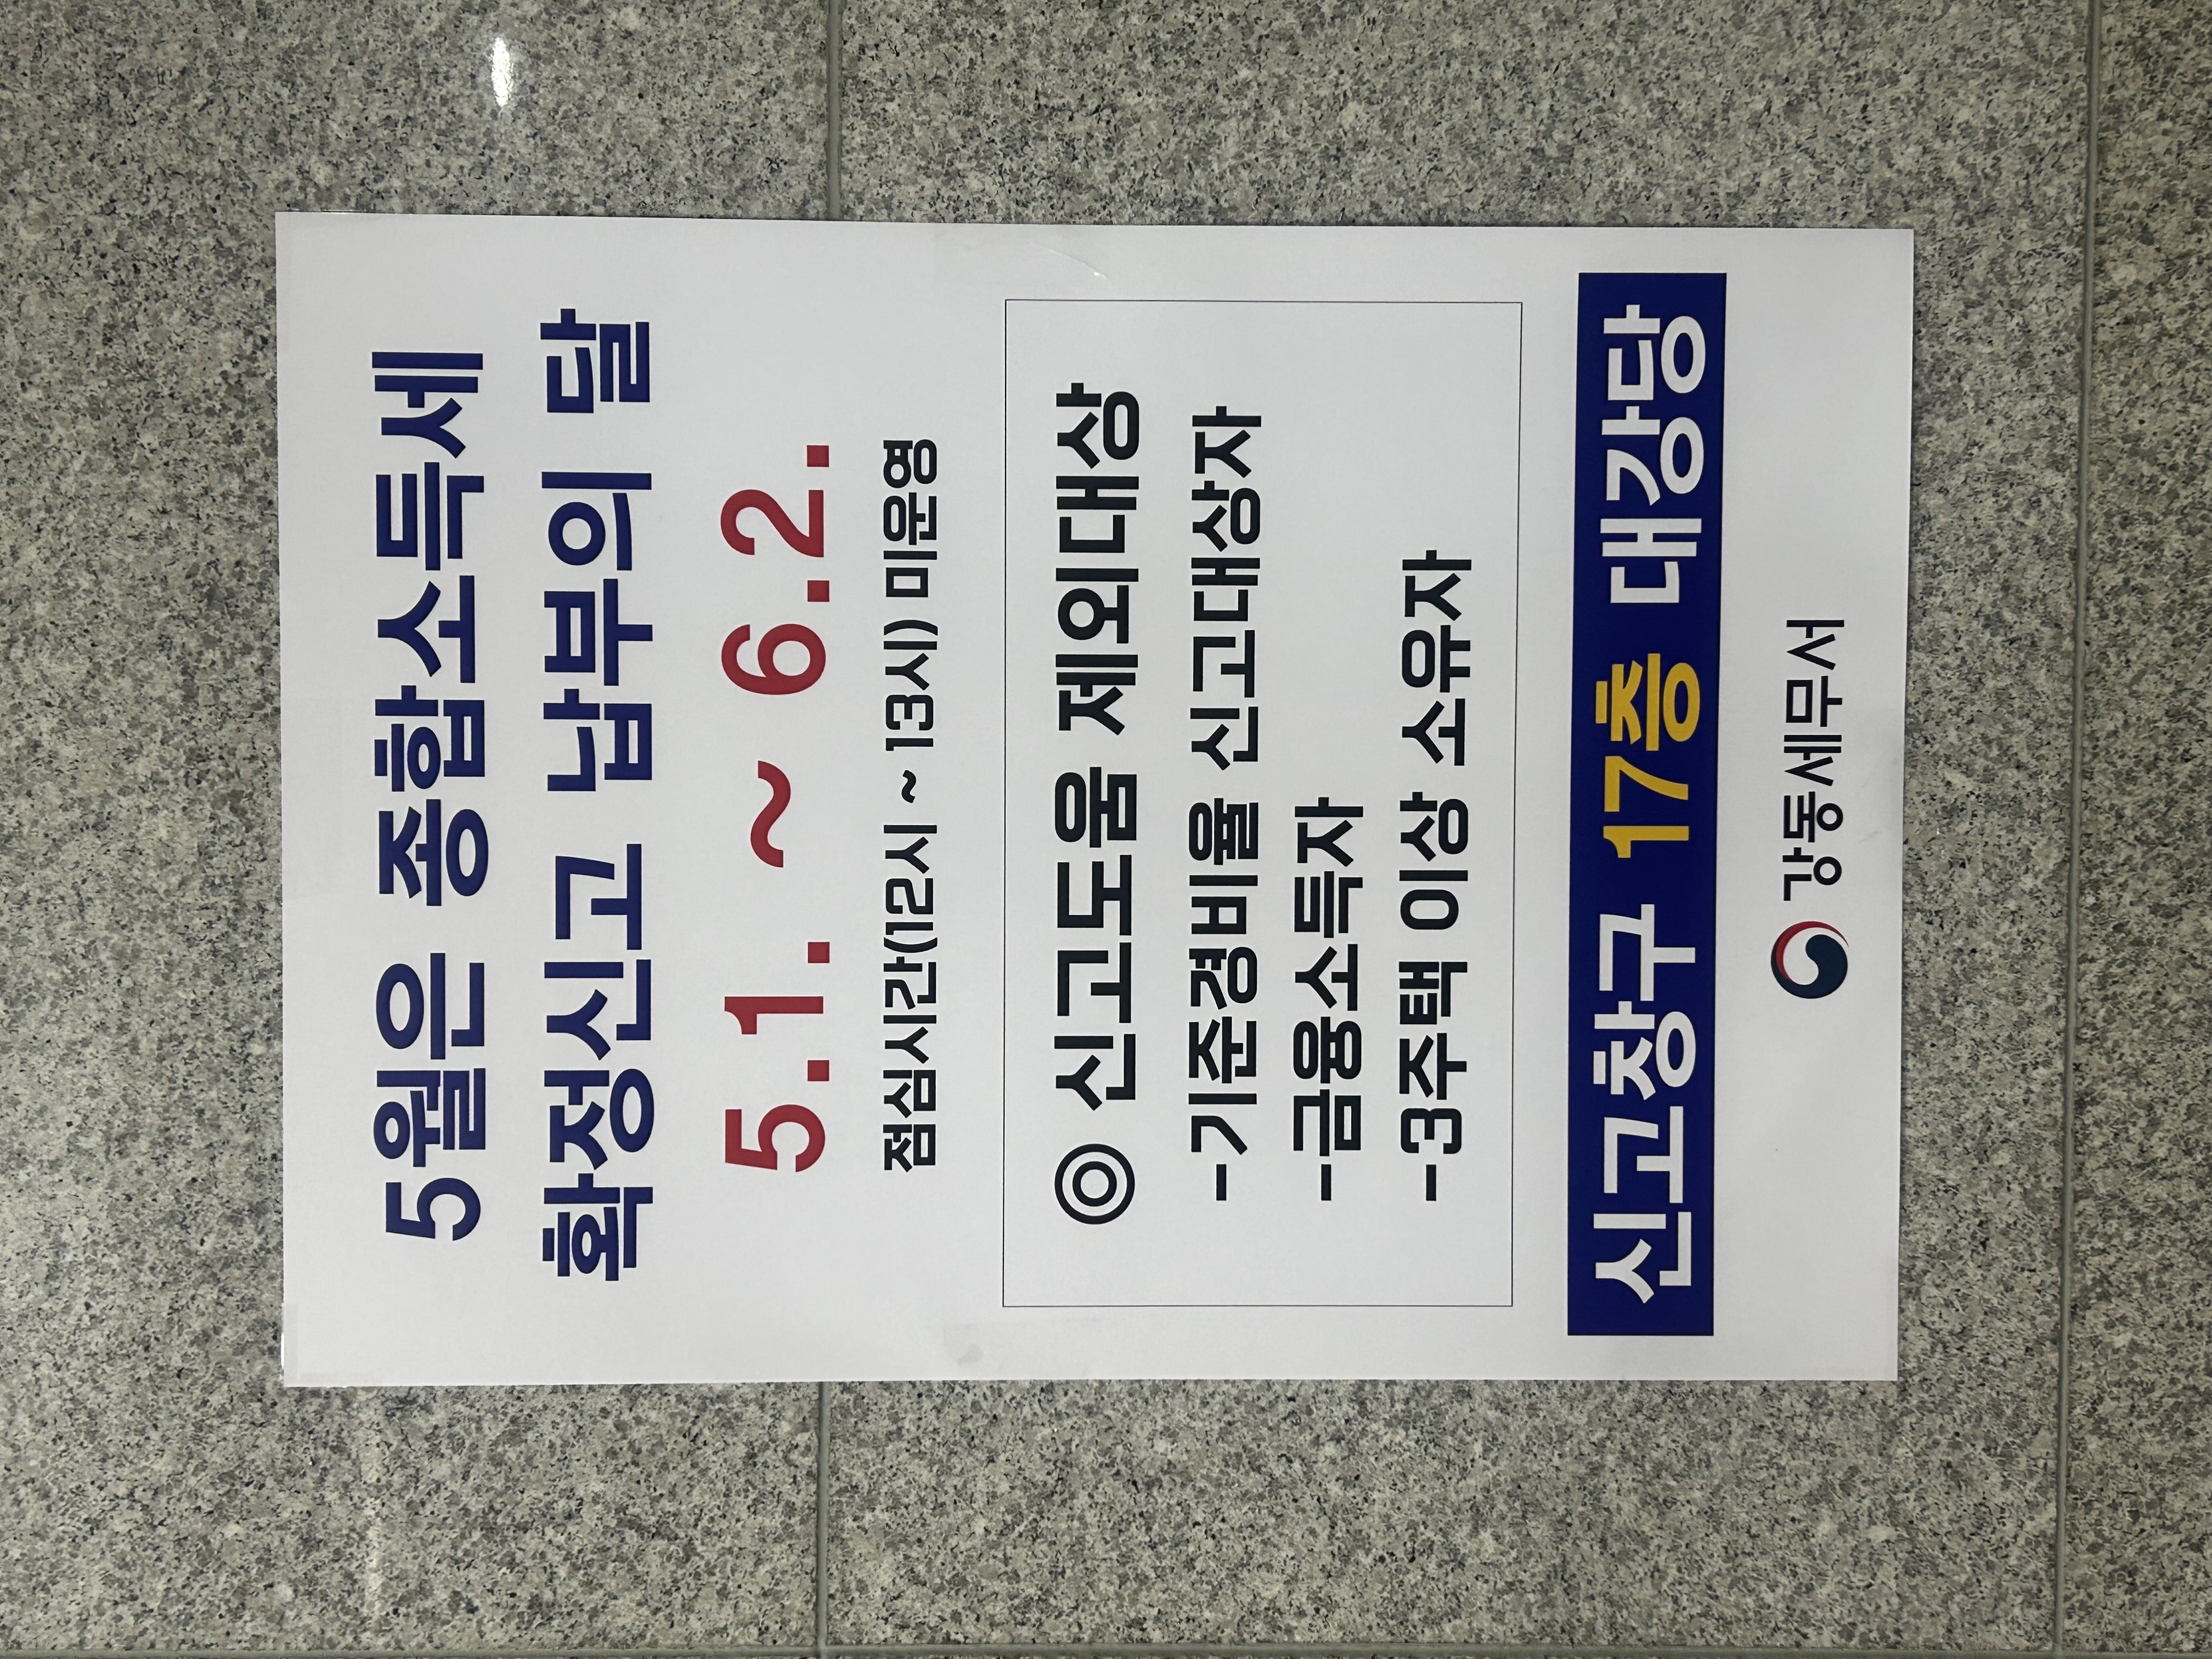 5월은 종합소득세
확정신고 납부의 달
5.1. ~ 6.2.
점심시간(12시 ~ 13시) 미운영
◎ 신고도움 제외대상
-기준경비율 신고대상자
-금융소득자
-3주택 이상 소유자
신고창구 17층 대강당
강동세무서